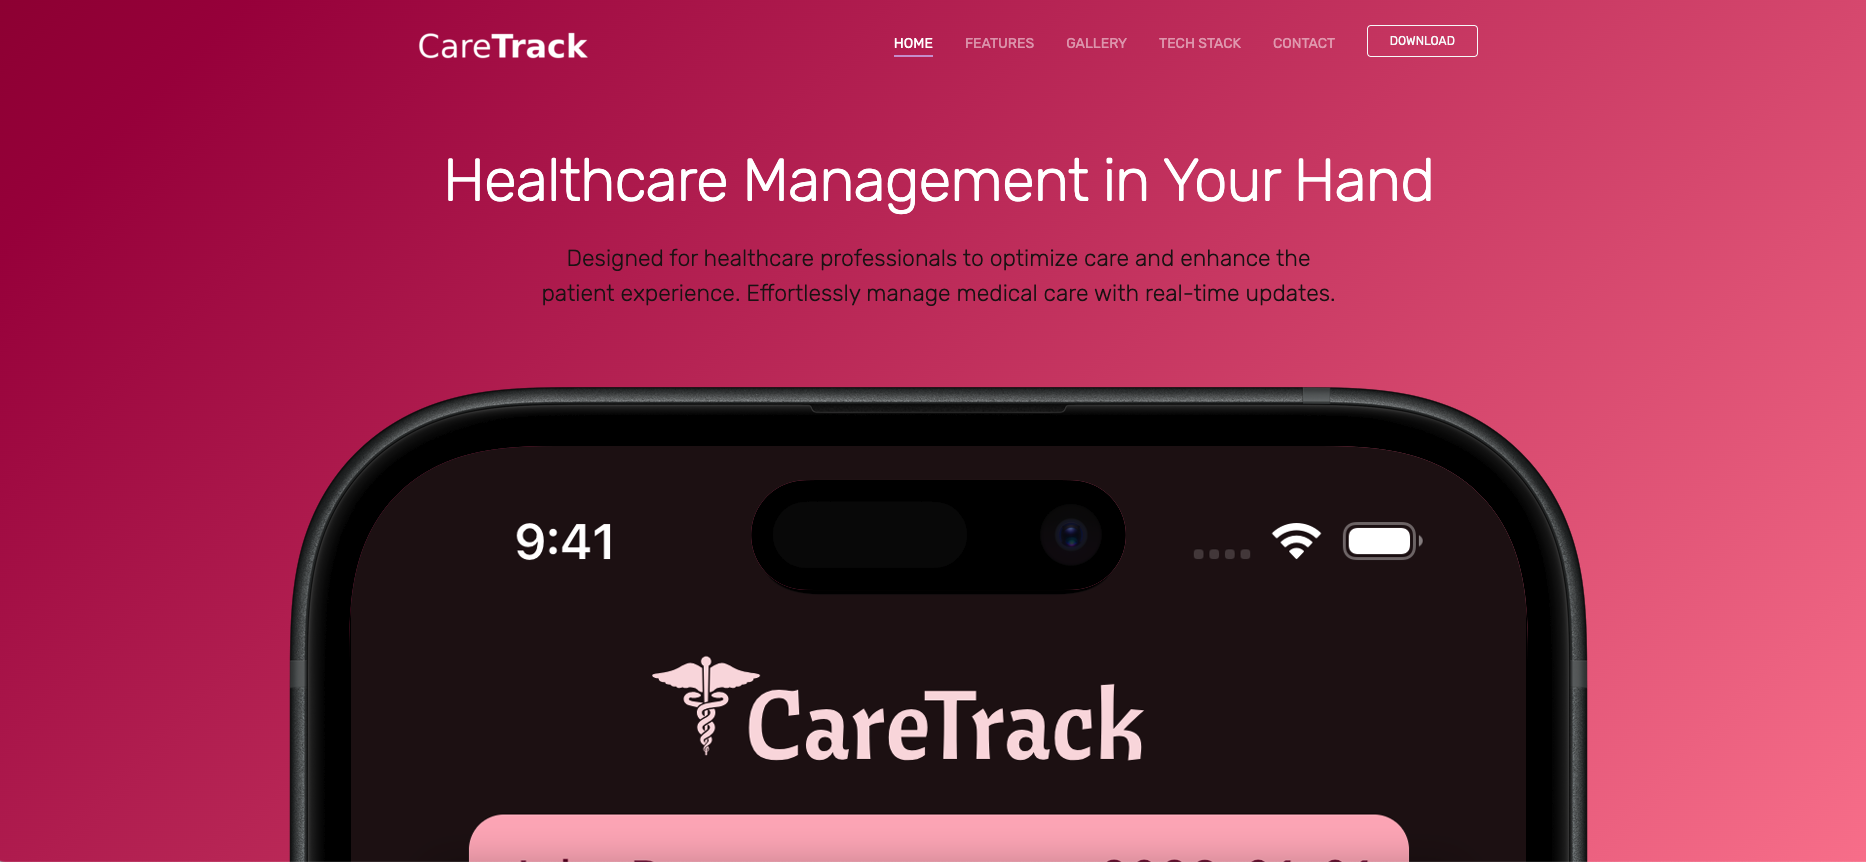 CareTrack
HOME FEATURES GALLERY TECH STACK CONTACT DOWNLOAD
Healthcare Management in Your Hand
Designed for healthcare professionals to optimize care and enhance the
patient experience. Effortlessly manage medical care with real-time updates.
9:41
CareTrack